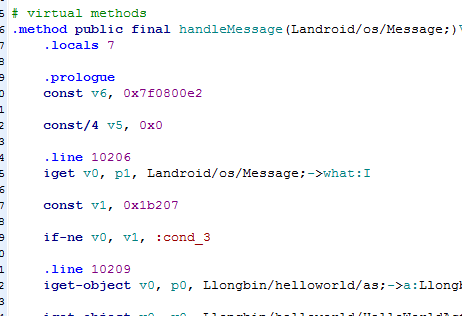 # virtual methods
.method public final handleMessage(Landroid/os/Message;)V
.locals 7
.prologue
const v6, 0x7f0800e2
const/4 v5, 0x0
.line 10206
iget v0, p1, Landroid/os/Message;->what:I
const v1, 0x1b207
if-ne v0, v1, :cond_3
.line 10209
iget-object v0, p0, Llongbin/helloworld/as;->a:Llongb